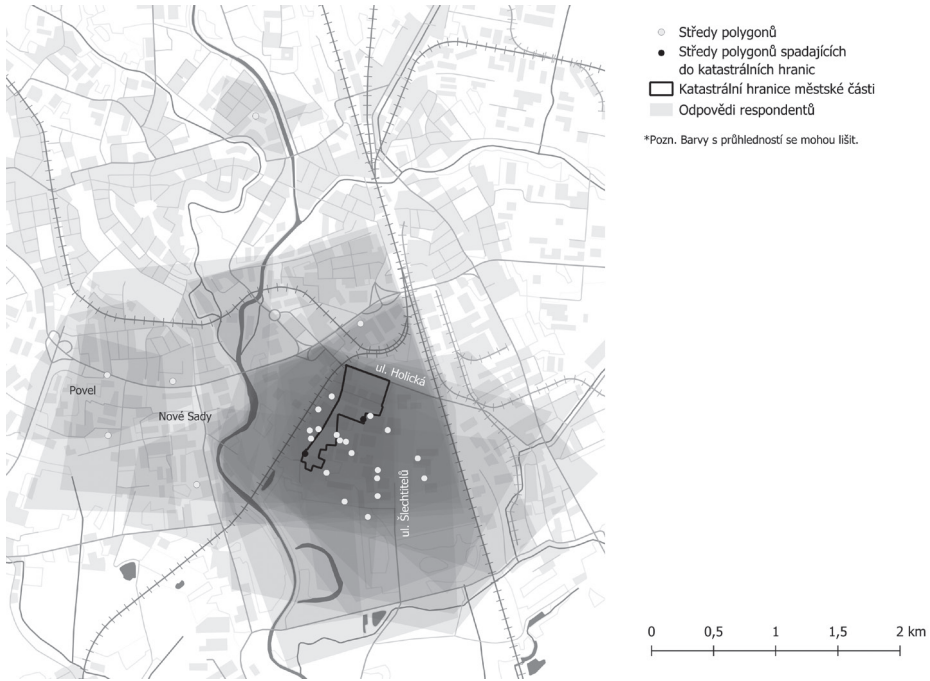 Středy polygonů
Středy polygonů spadajících
do katastrálních hranic
Katastrální hranice městské části
Odpovědi respondentů
*Pozn. Barvy s průhledností se mohou lišit.
ul. Holická
Povel
Nové Sady
ul. Šlechtitelů
0 0,5 1 1,5 2 km